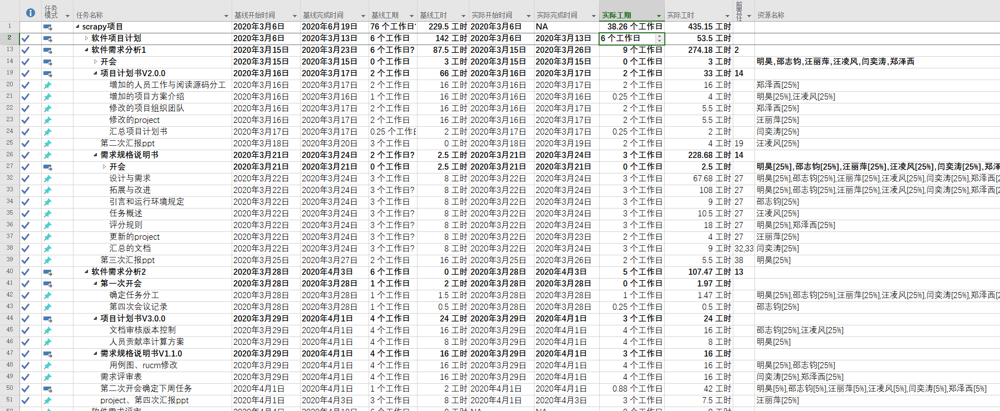 任务模式 任务名称 基线开始时间 基线完成时间 基线工期 基线工时 实际开始时间 实际完成时间 实际工期 实际工时 前置任 资源名称
1 scrapy项目 2020年3月6日 2020年6月19日 76 个工作日? 229.5 工时 2020年3月6日 NA 38.26 个工作日 435.15 工时
2 软件项目计划 2020年3月6日 2020年3月13日 6 个工作日 142 工时 2020年3月6日 2020年3月13日 6 个工作日 53.5 工时
13 软件需求分析1 2020年3月15日 2020年3月23日 6 个工作日? 87.5 工时 2020年3月15日 2020年3月26日 9 个工作日 274.18 工时 2
14 开会 2020年3月15日 2020年3月15日 0 个工作日 3 工时 2020年3月15日 2020年3月15日 0 个工作日 3 工时 明昊,邵志钧,汪丽萍,汪凌风,闫奕涛,郑泽西
19 项目计划书V2.0.0 2020年3月16日 2020年3月17日 2 个工作日 66 工时 2020年3月16日 2020年3月17日 2 个工作日 33 工时 14
20 增加的人员工作与阅读源码分工 2020年3月16日 2020年3月17日 2 个工作日 16 工时 2020年3月16日 2020年3月17日 2 个工作日 16 工时 郑泽西[25%]
21 增加的项目方案介绍 2020年3月16日 2020年3月16日 1 个工作日 16 工时 2020年3月16日 2020年3月16日 0.25 个工作日 4 工时 明昊[25%],汪凌风[25%]
22 修改的项目组织团队 2020年3月16日 2020年3月17日 2 个工作日 16 工时 2020年3月16日 2020年3月17日 2 个工作日 5.5 工时 郑泽西[25%]
23 修改的project 2020年3月16日 2020年3月17日 2 个工作日 16 工时 2020年3月16日 2020年3月17日 2 个工作日 5.5 工时 汪丽萍[25%]
24 汇总项目计划书 2020年3月17日 2020年3月17日 0.25 个工作日 2 工时 2020年3月17日 2020年3月17日 0.25 个工作日 2 工时 闫奕涛[25%]
25 第二次汇报ppt 2020年3月18日 2020年3月20日 3 个工作日 0 工时 2020年3月18日 2020年3月19日 2 个工作日 4 工时 19 汪凌风[25%]
26 需求规格说明书 2020年3月21日 2020年3月24日 2 个工作日? 2.5 工时 2020年3月21日 2020年3月24日 3 个工作日 228.68 工时 14
27 开会 2020年3月21日 2020年3月21日 0 个工作日 2.5 工时 2020年3月21日 2020年3月21日 0 个工作日 2.5 工时 明昊[25%],邵志钧[25%],汪丽萍[25%],汪凌风[25%],闫奕涛[25%],郑泽
32 设计与需求 2020年3月22日 2020年3月24日 3 个工作日 8 工时 2020年3月22日 2020年3月24日 3 个工作日 67.68 工时 27 明昊[25%],邵志钧[25%],汪丽萍[25%],汪凌风[25%],闫奕涛[25%],郑泽西[2
33 拓展与改进 2020年3月22日 2020年3月24日 3 个工作日? 8 工时 2020年3月22日 2020年3月24日 3 个工作日 108 工时 27 明昊[25%],邵志钧[25%],汪丽萍[25%],汪凌风[25%],闫奕涛[25%],郑泽西[2
34 引言和运行环境规定 2020年3月22日 2020年3月24日 3 个工作日 8 工时 2020年3月22日 2020年3月24日 3 个工作日 9 工时 27 邵志钧[25%]
35 任务概述 2020年3月22日 2020年3月24日 3 个工作日? 8 工时 2020年3月22日 2020年3月24日 3 个工作日 10.5 工时 27 汪凌风[25%]
36 评分规则 2020年3月22日 2020年3月24日 3 个工作日? 8 工时 2020年3月22日 2020年3月24日 3 个工作日 18 工时 27 明昊[25%],郑泽西[25%]
37 更新的project 2020年3月22日 2020年3月24日 3 个工作日? 8 工时 2020年3月22日 2020年3月23日 2 个工作日 4 工时 27 汪丽萍[25%]
38 汇总的文档 2020年3月22日 2020年3月24日 3 个工作日? 8 工时 2020年3月22日 2020年3月24日 3 个工作日 9 工时 32,33 闫奕涛[25%]
39 第三次汇报ppt 2020年3月25日 2020年3月27日 2 个工作日 16 工时 2020年3月25日 2020年3月26日 2 个工作日 5.5 工时 38 明昊[25%]
40 软件需求分析2 2020年3月28日 2020年4月3日 6 个工作日 0 工时 2020年3月28日 2020年4月3日 5 个工作日 107.47 工时 13
41 第一次开会 2020年3月28日 2020年3月28日 1 个工作日 2 工时 2020年3月28日 2020年3月28日 0 个工作日 1.97 工时
42 确定任务分工 2020年3月28日 2020年3月28日 1 个工作日 1.5 工时 2020年3月28日 2020年3月28日 1 个工作日 1.47 工时 明昊[25%],邵志钧[25%],汪丽萍[25%],汪凌风[25%],闫奕涛[25%],郑泽西[2
43 第四次会议记录 2020年3月28日 2020年3月28日 1 个工作日 0.5 工时 2020年3月28日 2020年3月28日 0.25 个工作日 0.5 工时 邵志钧[25%]
44 项目计划书V3.0.0 2020年3月29日 2020年4月1日 4 个工作日 24 工时 2020年3月29日 2020年4月1日 3 个工作日 24 工时
45 文档审核版本控制 2020年3月29日 2020年4月1日 4 个工作日 16 工时 2020年3月29日 2020年4月1日 4 个工作日 16 工时 邵志钧[25%],汪凌风[25%]
46 人员贡献率计算方案 2020年3月29日 2020年4月1日 4 个工作日 8 工时 2020年3月29日 2020年4月1日 4 个工作日 8 工时 明昊[25%]
47 需求规格说明书V1.1.0 2020年3月29日 2020年4月1日 4 个工作日 16 工时 2020年3月29日 2020年4月1日 3 个工作日 16 工时
48 用例图、rucm修改 2020年3月29日 2020年4月1日 4 个工作日 16 工时 2020年3月29日 2020年4月1日 4 个工作日 16 工时 明昊[25%],邵志钧[25%]
49 需求评审表 2020年3月29日 2020年4月1日 4 个工作日 16 工时 2020年3月29日 2020年4月1日 4 个工作日 16 工时 闫奕涛[25%],郑泽西[25%]
50 第二次开会确定下周任务 2020年4月1日 2020年4月1日 1 个工作日 2 工时 2020年4月1日 2020年4月1日 0.88 个工作日 42 工时 明昊[5%],邵志钧[5%],汪丽萍[5%],汪凌风[5%],闫奕涛[5%],郑泽西[5%]
51 project、第四次汇报ppt 2020年4月1日 2020年4月3日 3 个工作日 8 工时 2020年4月1日 2020年4月3日 3 个工作日 7.5 工时 汪丽萍[25%]